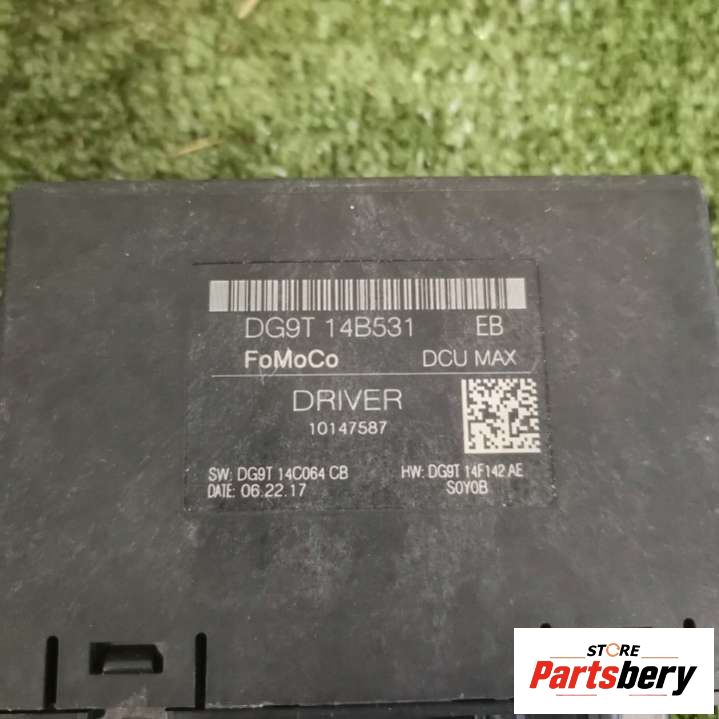 DG9T 14B531 EB
FoMoCo DCU MAX
DRIVER
10147587
SW: DG9T 14C064 CB HW: DG9T 14F142 AE
DATE: 06.22.17 S0Y0B
STORE
Partsbery